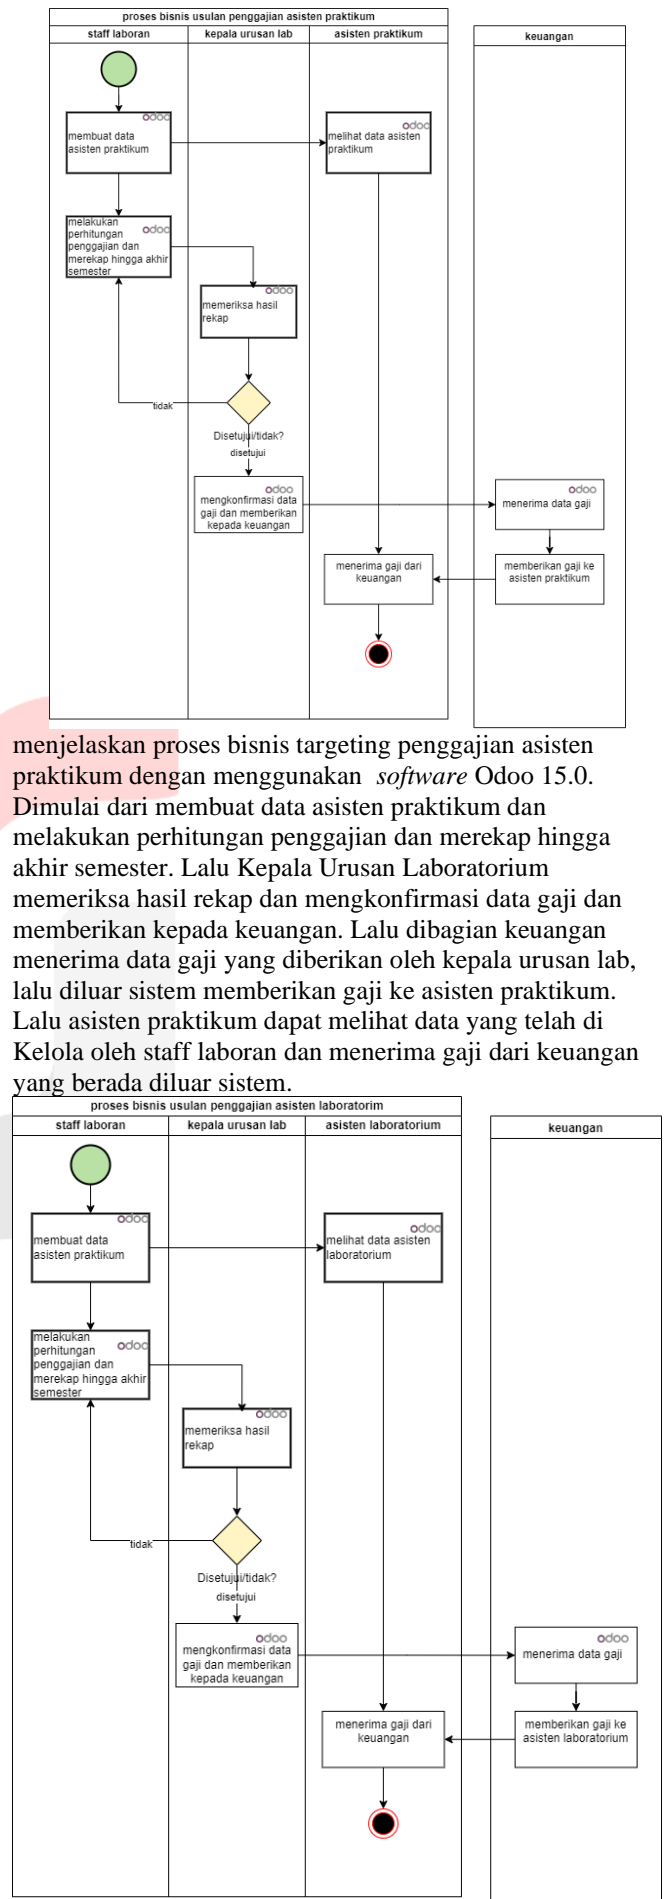 proses bisnis usulan penggajian asisten praktikum
staff laboran
kepala urusan lab
asisten praktikum
keuangan
odoo
membuat data
asisten praktikum
odoo
melihat data asisten
praktikum
melakukan
perhitungan
penggajian dan
merekap hingga akhir
semester
odoo
odoo
memeriksa hasil
rekap
tidak
Disetujui/tidak?
disetujui
odoo
mengkonfirmasi data
gaji dan memberikan
kepada keuangan
odoo
menerima data gaji
menerima gaji dari
keuangan
memberikan gaji ke
asisten praktikum
menjelaskan proses bisnis targeting penggajian asisten
praktikum dengan menggunakan software Odoo 15.0.
Dimulai dari membuat data asisten praktikum dan
melakukan perhitungan penggajian dan merekap hingga
akhir semester. Lalu Kepala Urusan Laboratorium
memeriksa hasil rekap dan mengkonfirmasi data gaji dan
memberikan kepada keuangan. Lalu dibagian keuangan
menerima data gaji yang diberikan oleh kepala urusan lab,
lalu diluar sistem memberikan gaji ke asisten praktikum.
Lalu asisten praktikum dapat melihat data yang telah di
Kelola oleh staff laboran dan menerima gaji dari keuangan
yang berada diluar sistem.
proses bisnis usulan penggajian asisten laboratorim
staff laboran
kepala urusan lab
asisten laboratorium
keuangan
odoo
membuat data
asisten praktikum
odoo
melihat data asisten
laboratorium
melakukan
perhitungan
penggajian dan
merekap hingga akhir
semester
odoo
odoo
memeriksa hasil
rekap
tidak
Disetujui/tidak?
disetujui
odoo
mengkonfirmasi data
gaji dan memberikan
kepada keuangan
odoo
menerima data gaji
menerima gaji dari
keuangan
memberikan gaji ke
asisten laboratorium